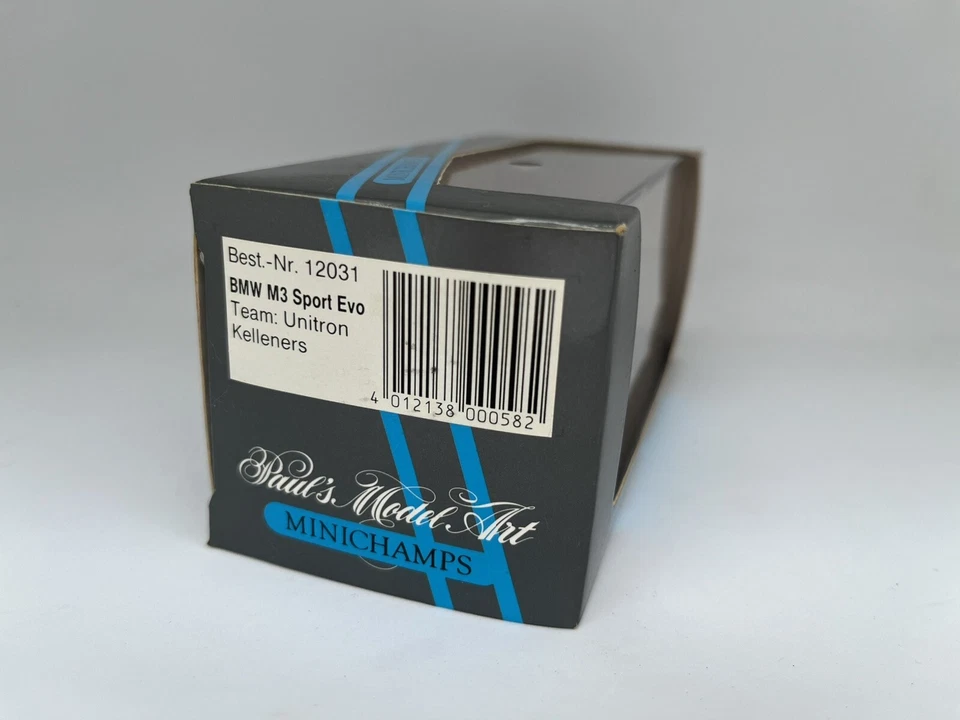 Best.-Nr. 12031
BMW M3 Sport Evo
Team: Unitron
Kelleners
4 012138 000582
Paul's Model Art
MINICHAMPS